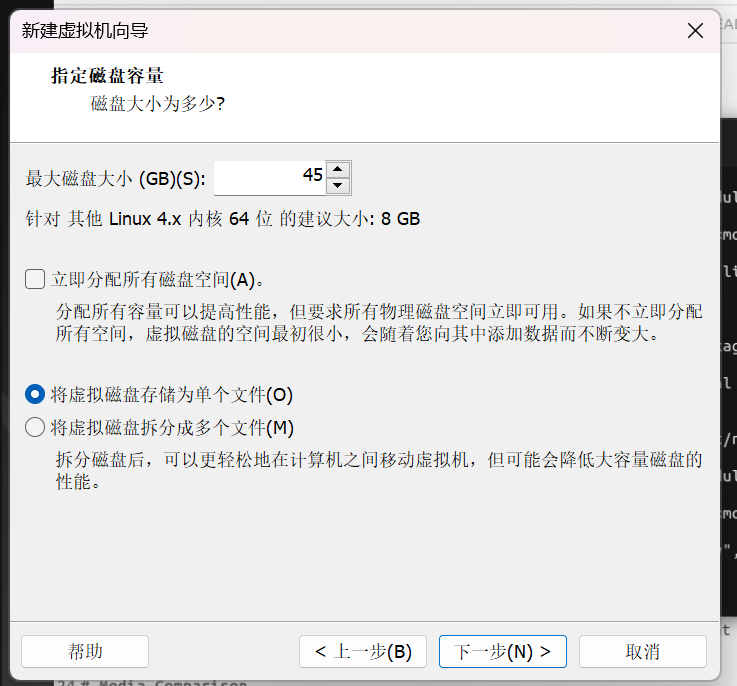 新建虚拟机向导
指定磁盘容量
磁盘大小为多少?
最大磁盘大小 (GB)(S): 45
针对 其他 Linux 4.x 内核 64 位 的建议大小: 8 GB
立即分配所有磁盘空间(A)。
分配所有容量可以提高性能，但要求所有物理磁盘空间立即可用。如果不立即分配
所有空间，虚拟磁盘的空间最初很小，会随着您向其中添加数据而不断变大。
将虚拟磁盘存储为单个文件(O)
将虚拟磁盘拆分成多个文件(M)
拆分磁盘后，可以更轻松地在计算机之间移动虚拟机，但可能会降低大容量磁盘的
性能。
帮助 < 上一步(B) 下一步(N) > 取消